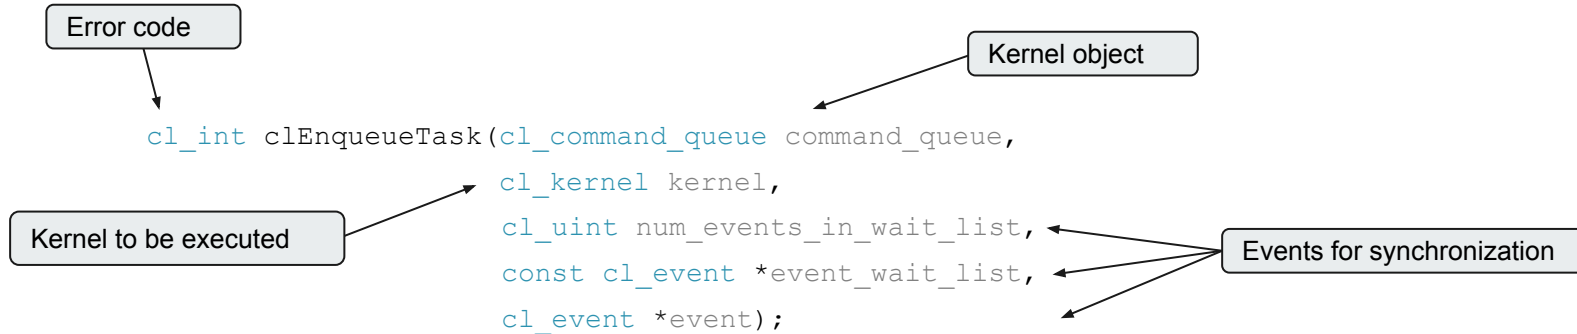 Error code
Kernel object
cl_int clEnqueueTask(cl_command_queue command_queue,
cl_kernel kernel,
Kernel to be executed
cl_uint num_events_in_wait_list,
Events for synchronization
const cl_event *event_wait_list,
cl_event *event);